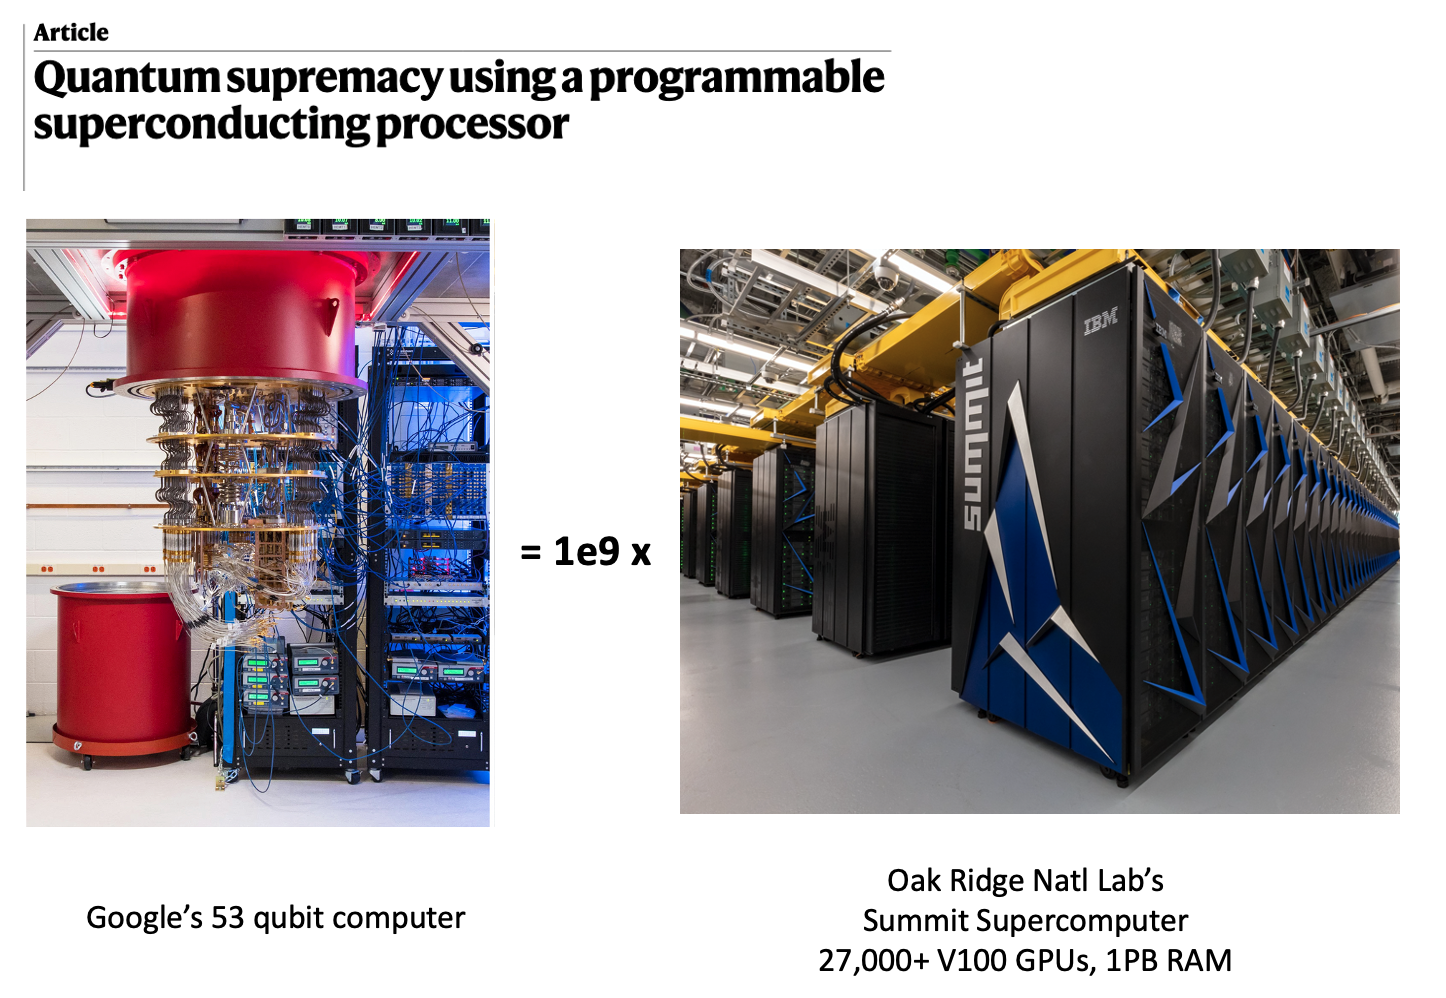 Article
Quantum supremacy using a programmable
superconducting processor
= 1e9 x
IBM
summit
Google's 53 qubit computer
Oak Ridge Natl Lab's
Summit Supercomputer
27,000+ V100 GPUs, 1PB RAM